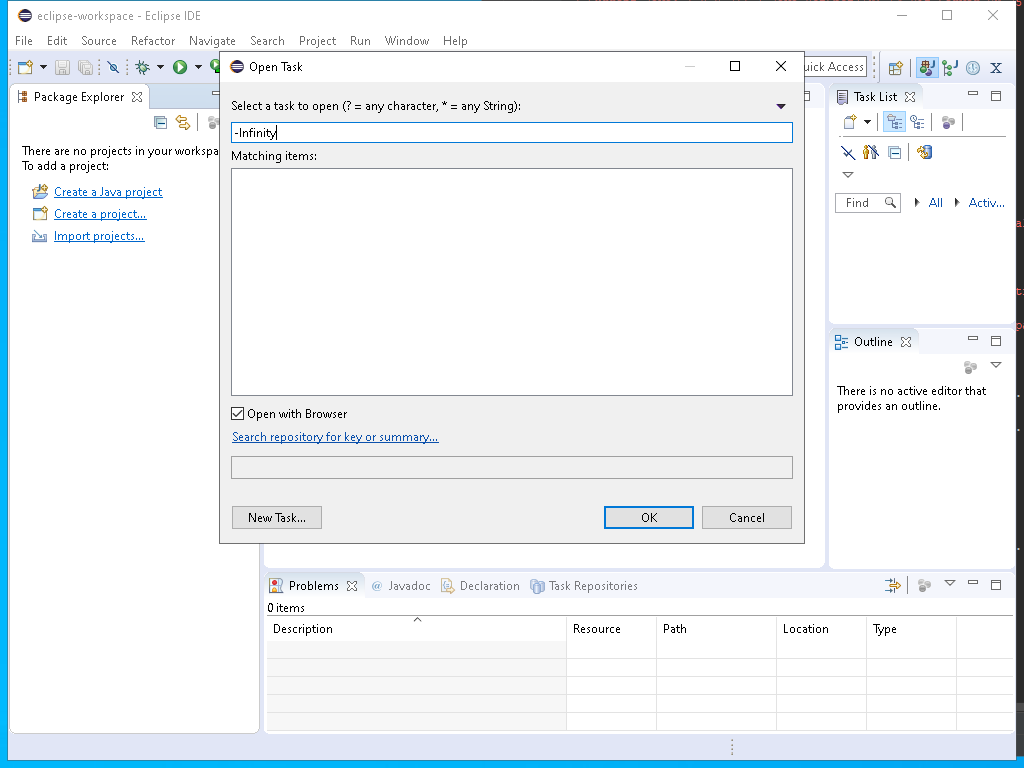 eclipse-workspace - Eclipse IDE
File Edit Source Refactor Navigate Search Project Run Window Help
Open Task
Access
Package Explorer
Select a task to open (? = any character, * = any String):
-Infinity
Matching items:
There are no projects in your
To add a project:
Create a Java project
Create a project...
Import projects...
Open with Browser
Search repository for key or summary...
New Task...
OK
Cancel
Task List
Find
All
Activ...
Outline
There is no active editor that
provides an outline.
Problems
@ Javadoc
Declaration
Task Repositories
0 items
Description Resource Path Location Type